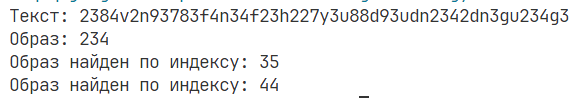 Текст: 2384v2n93783f4n34f23h227y3u88d93udn2342dn3gu234g3
Образ: 234
Образ найден по индексу: 35
Образ найден по индексу: 44